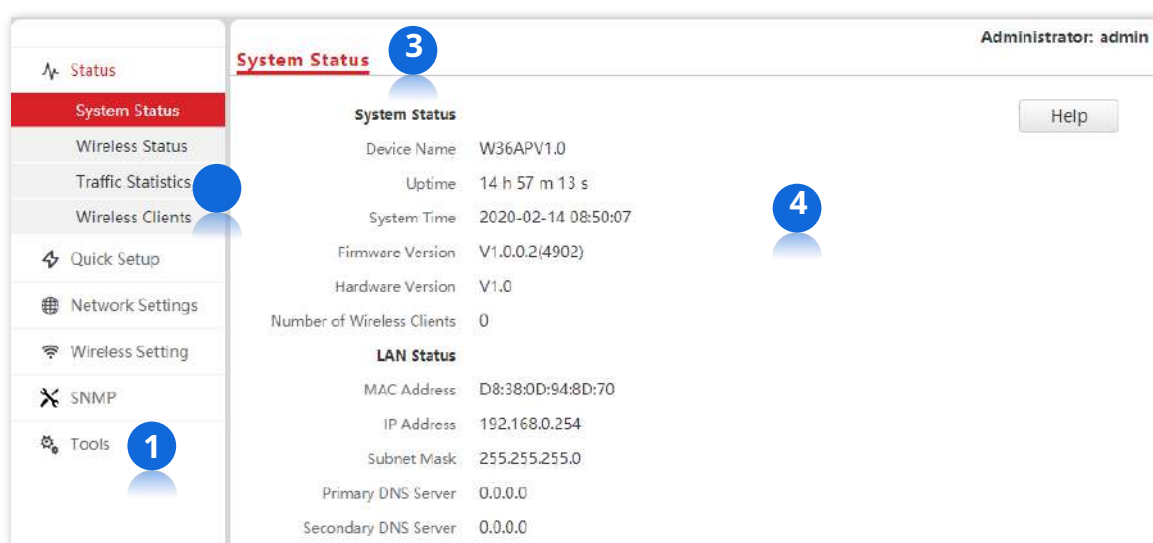 Administrator: admin
System Status
3
Status
System Status
Wireless Status
Traffic Statistics
Wireless Clients
Quick Setup
Network Settings
Wireless Setting
SNMP
Tools
1
System Status
Help
Device Name W36APV1.0
Uptime 14 h 57 m 13 s
System Time 2020-02-14 08:50:07
4
Firmware Version V1.0.0.2(4902)
Hardware Version V1.0
Number of Wireless Clients 0
LAN Status
MAC Address D8:38:0D:94:8D:70
IP Address 192.168.0.254
Subnet Mask 255.255.255.0
Primary DNS Server 0.0.0.0
Secondary DNS Server 0.0.0.0